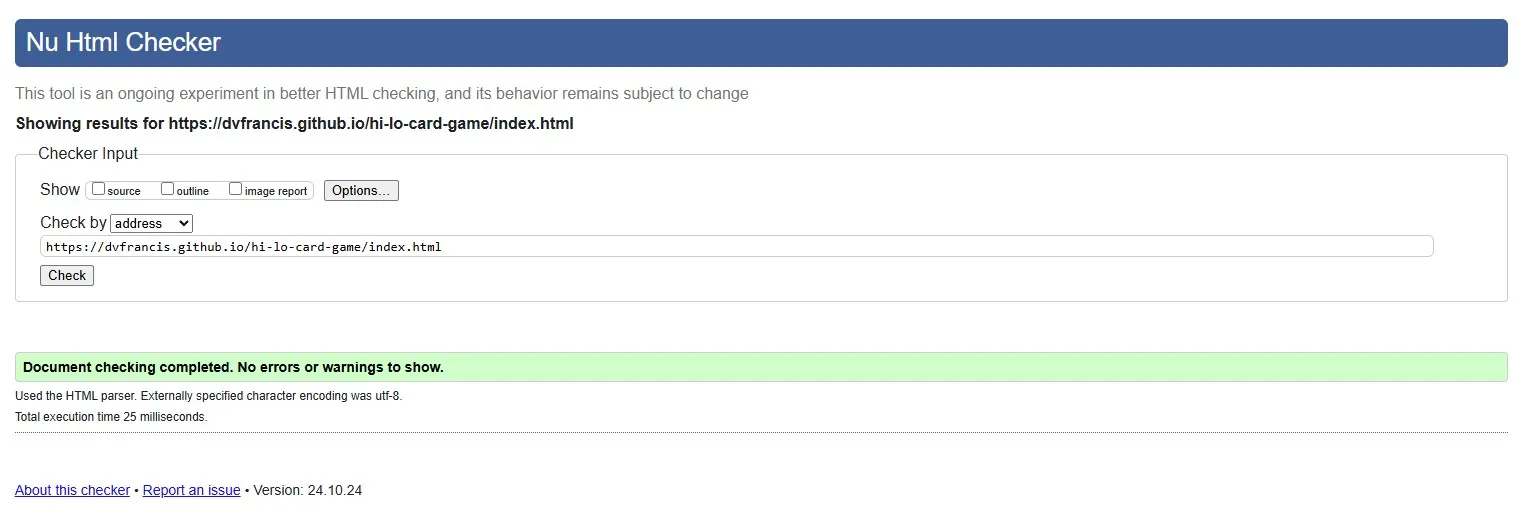 Nu Html Checker
This tool is an ongoing experiment in better HTML checking, and its behavior remains subject to change
Showing results for https://dvfrancis.github.io/hi-lo-card-game/index.html
Checker Input
Show source outline image report Options...
Check by address
https://dvfrancis.github.io/hi-lo-card-game/index.html
Check
Document checking completed. No errors or warnings to show.
Used the HTML parser. Externally specified character encoding was utf-8.
Total execution time 25 milliseconds.
About this checker • Report an issue • Version: 24.10.24